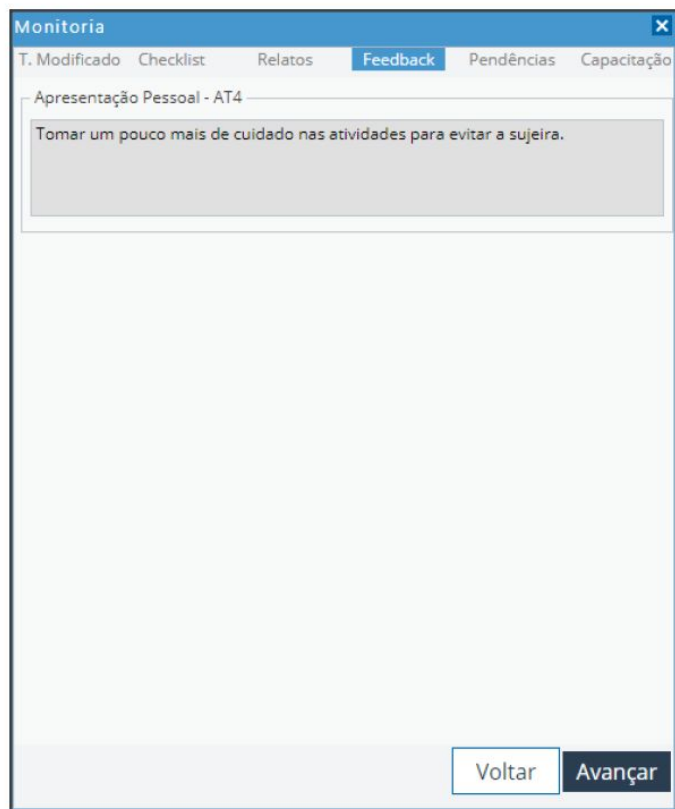 Monitoria
T. Modificado Checklist Relatos Feedback Pendências Capacitação
Apresentação Pessoal - AT4
Tomar um pouco mais de cuidado nas atividades para evitar a sujeira.
Voltar Avançar